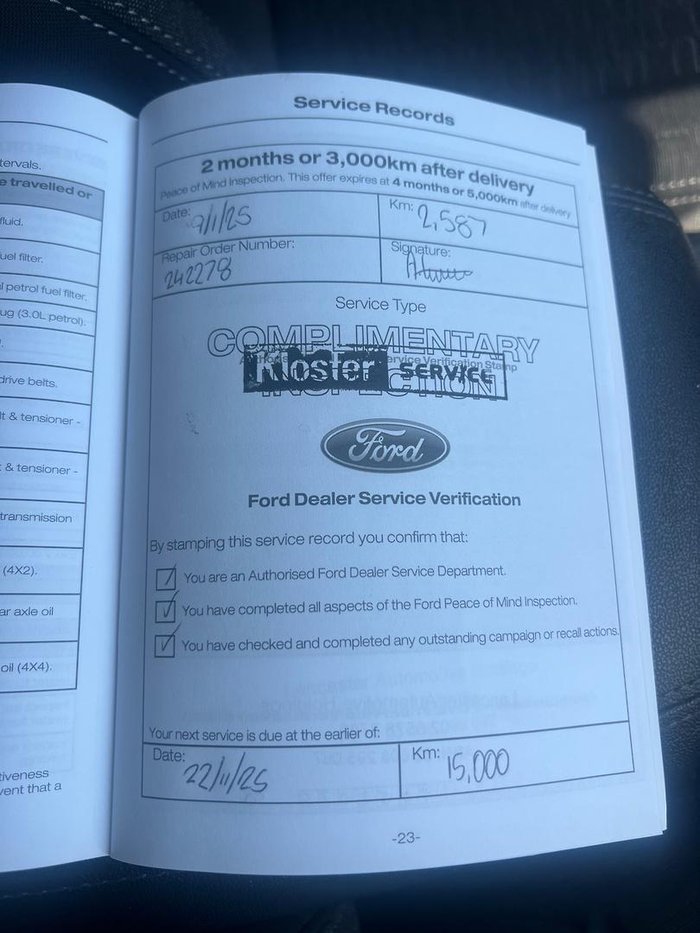 tervals.
e travelled or
fluid.
uel filter.
l petrol fuel filter.
ug (3.0L petrol).
drive belts.
lt & tensioner -
& tensioner -
transmission
(4X2).
ar axle oil
oil (4X4).
tiveness
vent that a
Service Records
2 months or 3,000km after delivery
Peace of Mind Inspection. This offer expires at 4 months or 5,000km after delivery
Date: 9/1/25
Km: 2,587
Repair Order Number: 242278
Signature:
Service Type
COMPLIMENTARY
Service Verification Stamp
Kloster SERVICE
INSPECTION
Ford
Ford Dealer Service Verification
By stamping this service record you confirm that:
You are an Authorised Ford Dealer Service Department.
You have completed all aspects of the Ford Peace of Mind Inspection.
You have checked and completed any outstanding campaign or recall actions.
Your next service is due at the earlier of:
Date: 22/11/25
Km: 15,000
-23-